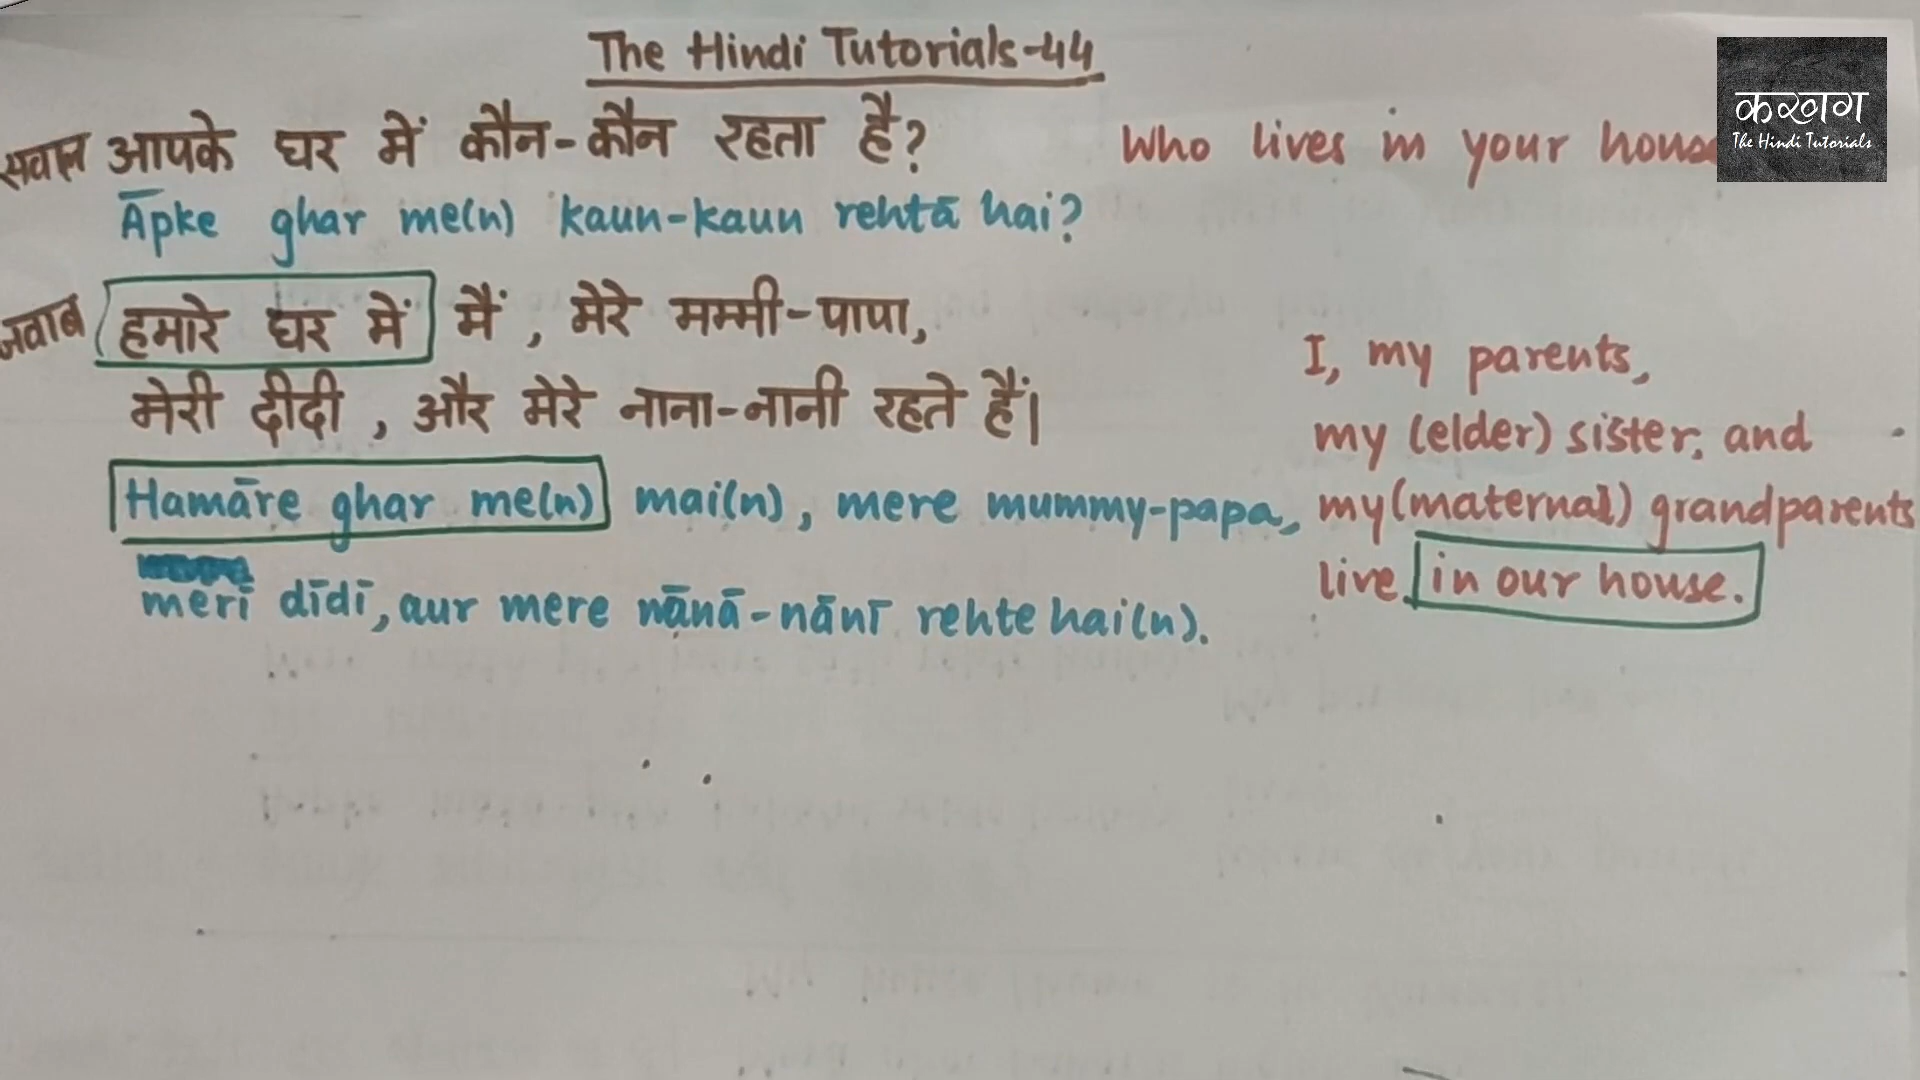 The Hindi Tutorials-44
कखग
The Hindi Tutorials
सवाल आपके घर में कौन-कौन रहता है?
Who lives in your
Āpke ghar me(n) kaun-kaun rehtā hai?
जवाब हमारे घर में मैं, मेरे मम्मी-पापा,
मेरी दीदी, और मेरे नाना-नानी रहते हैं।
Hamāre ghar me(n) mai(n), mere mummy-papa,
merī dīdī, aur mere nānā-nānī rehte hai(n).
I, my parents,
my (elder) sister, and
my (maternal) grandparents
live in our house.